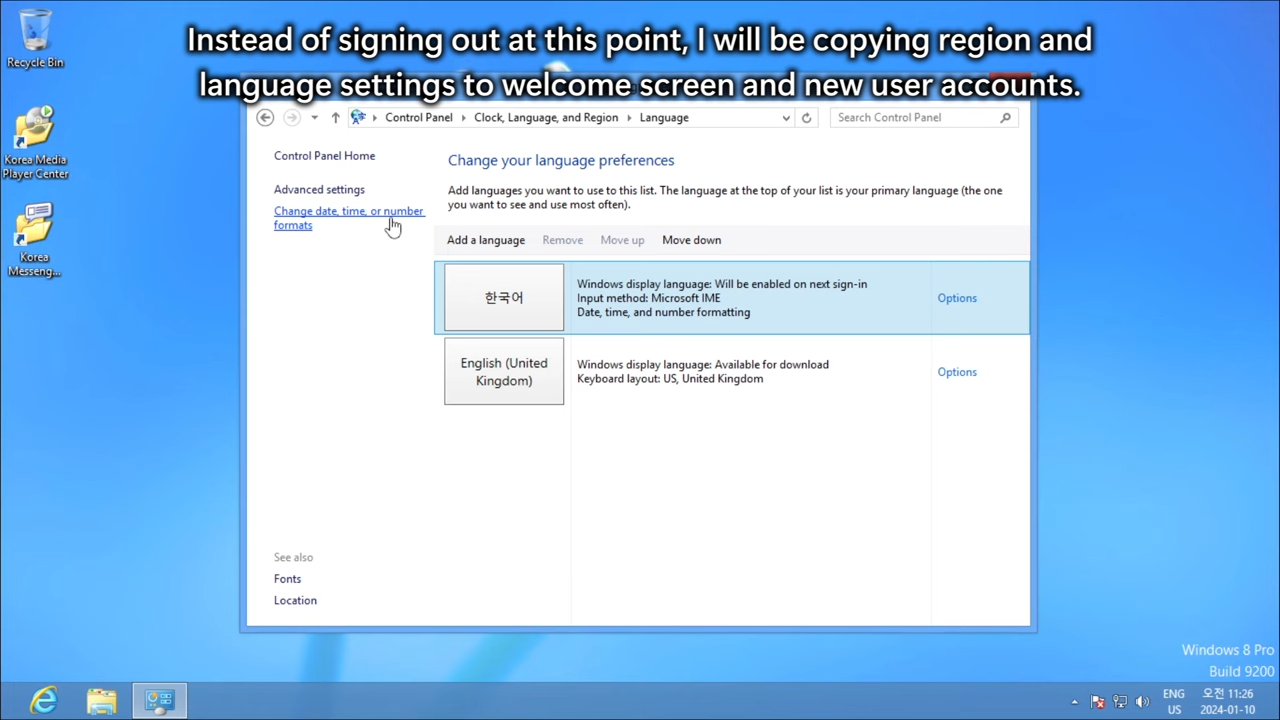 Instead of signing out at this point, I will be copying region and
language settings to welcome screen and new user accounts.
Recycle Bin
Korea Media
Player Center
Korea
Messeng...
Control Panel
Clock, Language, and Region
Language
Search Control Panel
Control Panel Home
Advanced settings
Change date, time, or number
formats
See also
Fonts
Location
Change your language preferences
Add languages you want to use to this list. The language at the top of your list is your primary language (the one
you want to see and use most often).
Add a language
Remove
Move up
Move down
한국어
Windows display language: Will be enabled on next sign-in
Input method: Microsoft IME
Date, time, and number formatting
Options
English (United
Kingdom)
Windows display language: Available for download
Keyboard layout: US, United Kingdom
Options
Windows 8 Pro
Build 9200
ENG
US
오전 11:26
2024-01-10